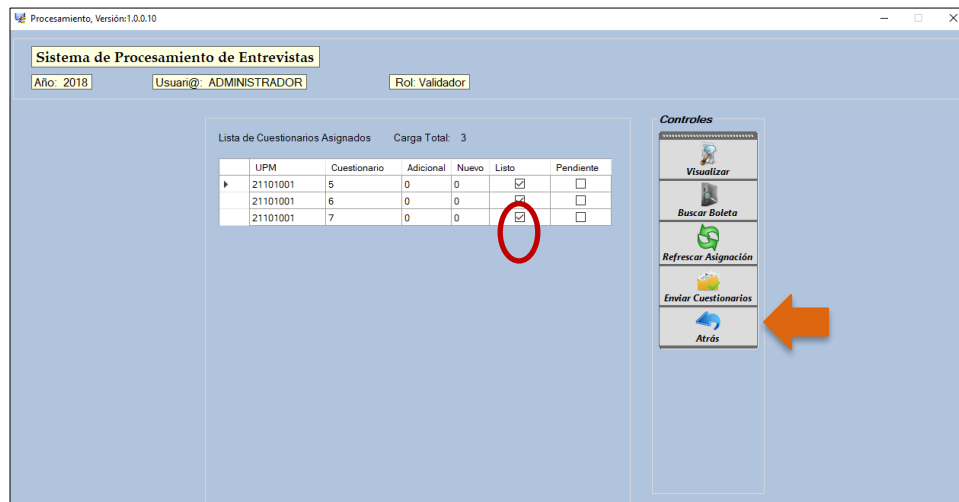 Procesamiento, Versión:1.0.0.10
Sistema de Procesamiento de Entrevistas
Año: 2018 Usuari@: ADMINISTRADOR Rol: Validador
Lista de Cuestionarios Asignados Carga Total: 3
UPM Cuestionario Adicional Nuevo Listo Pendiente
21101001 5 0 0
21101001 6 0 0
21101001 7 0 0
Controles
Visualizar
Buscar Boleta
Refrescar Asignación
Enviar Cuestionarios
Atrás